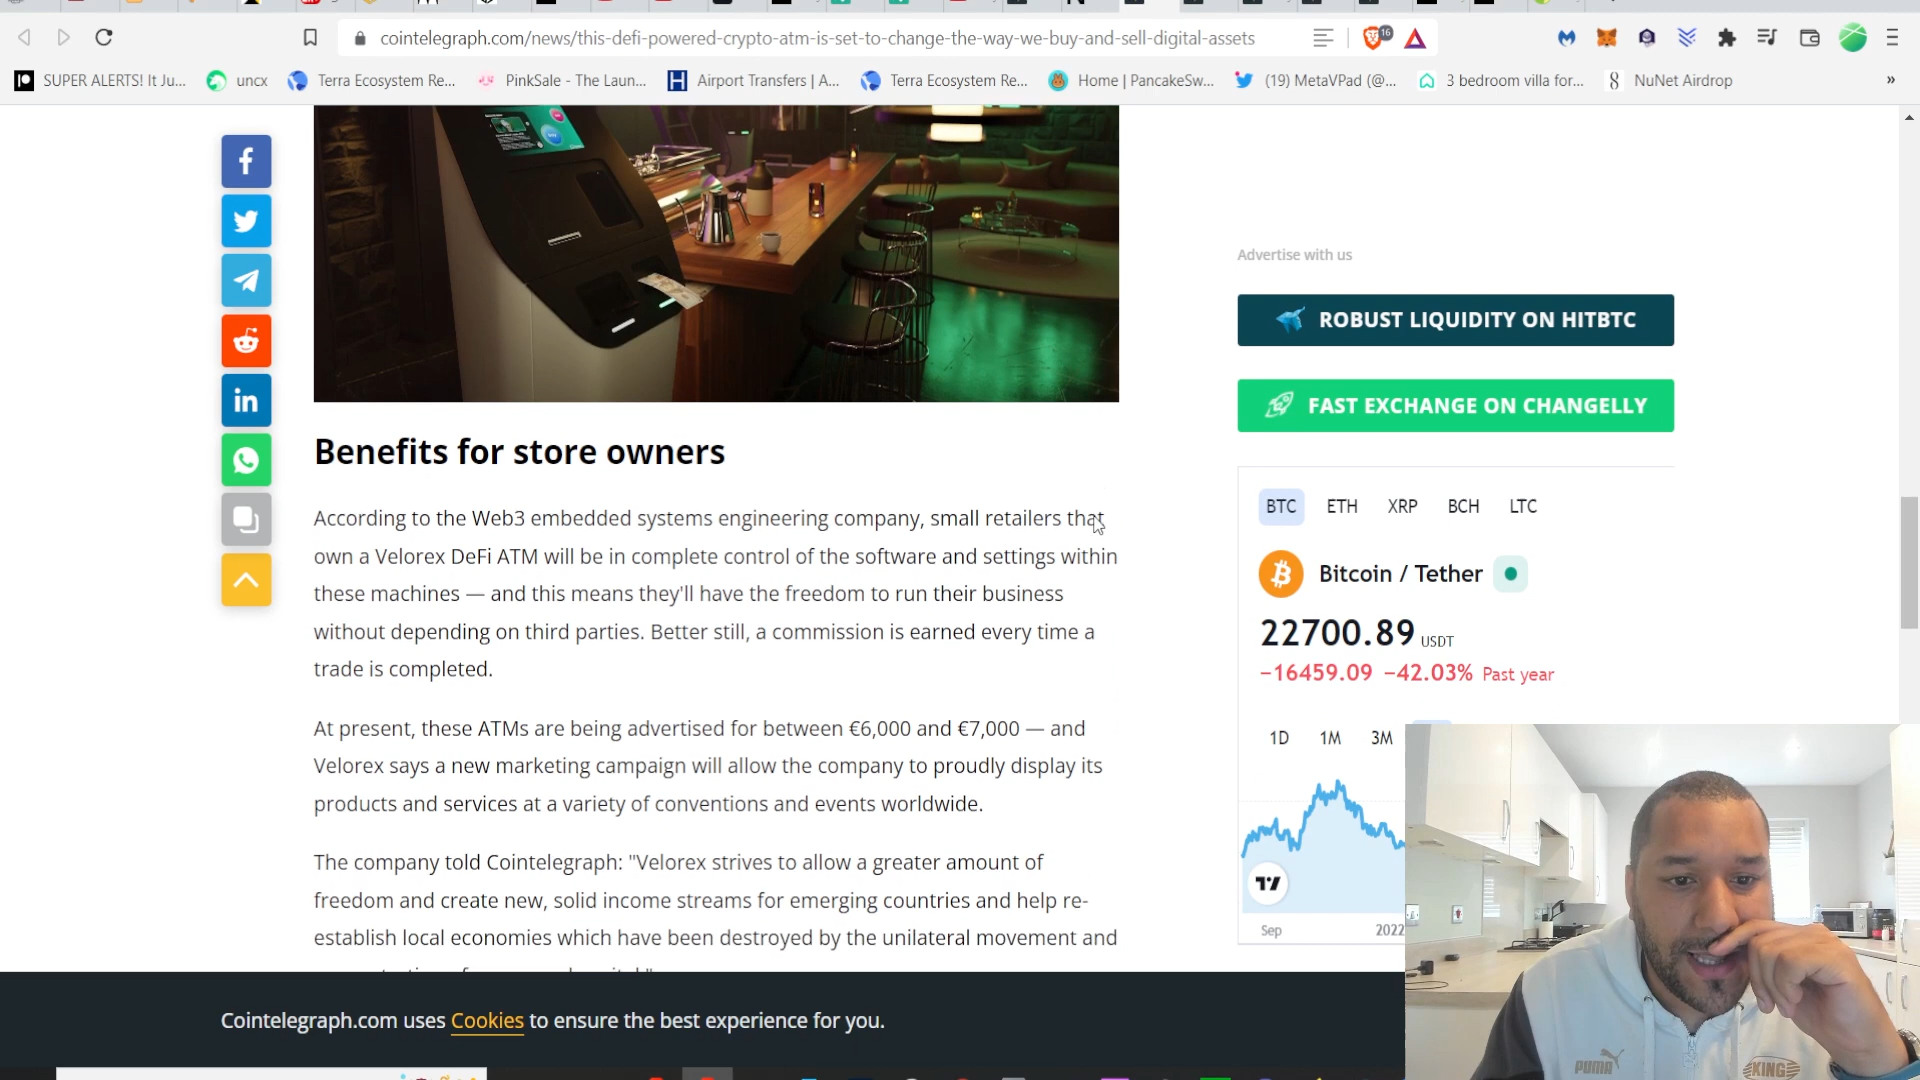 cointelegraph.com/news/this-defi-powered-crypto-atm-is-set-to-change-the-way-we-buy-and-sell-digital-assets
16
SUPER ALERTS! It Ju...
uncx
Terra Ecosystem Re...
PinkSale - The Laun...
Airport Transfers | A...
Terra Ecosystem Re...
Home | PancakeSw...
(19) MetaVPad (@...
3 bedroom villa for...
NuNet Airdrop
»
Advertise with us
ROBUST LIQUIDITY ON HITBTC
FAST EXCHANGE ON CHANGELLY
Benefits for store owners
According to the Web3 embedded systems engineering company, small retailers that
own a Velorex DeFi ATM will be in complete control of the software and settings within
these machines — and this means they'll have the freedom to run their business
without depending on third parties. Better still, a commission is earned every time a
trade is completed.
At present, these ATMs are being advertised for between €6,000 and €7,000 — and
Velorex says a new marketing campaign will allow the company to proudly display its
products and services at a variety of conventions and events worldwide.
The company told Cointelegraph: "Velorex strives to allow a greater amount of
freedom and create new, solid income streams for emerging countries and help re-
establish local economies which have been destroyed by the unilateral movement and
BTC ETH XRP BCH LTC
Bitcoin / Tether
22700.89 USDT
−16459.09 −42.03% Past year
1D 1M 3M
Sep 2022
Cointelegraph.com uses Cookies to ensure the best experience for you.
PUMA
KING